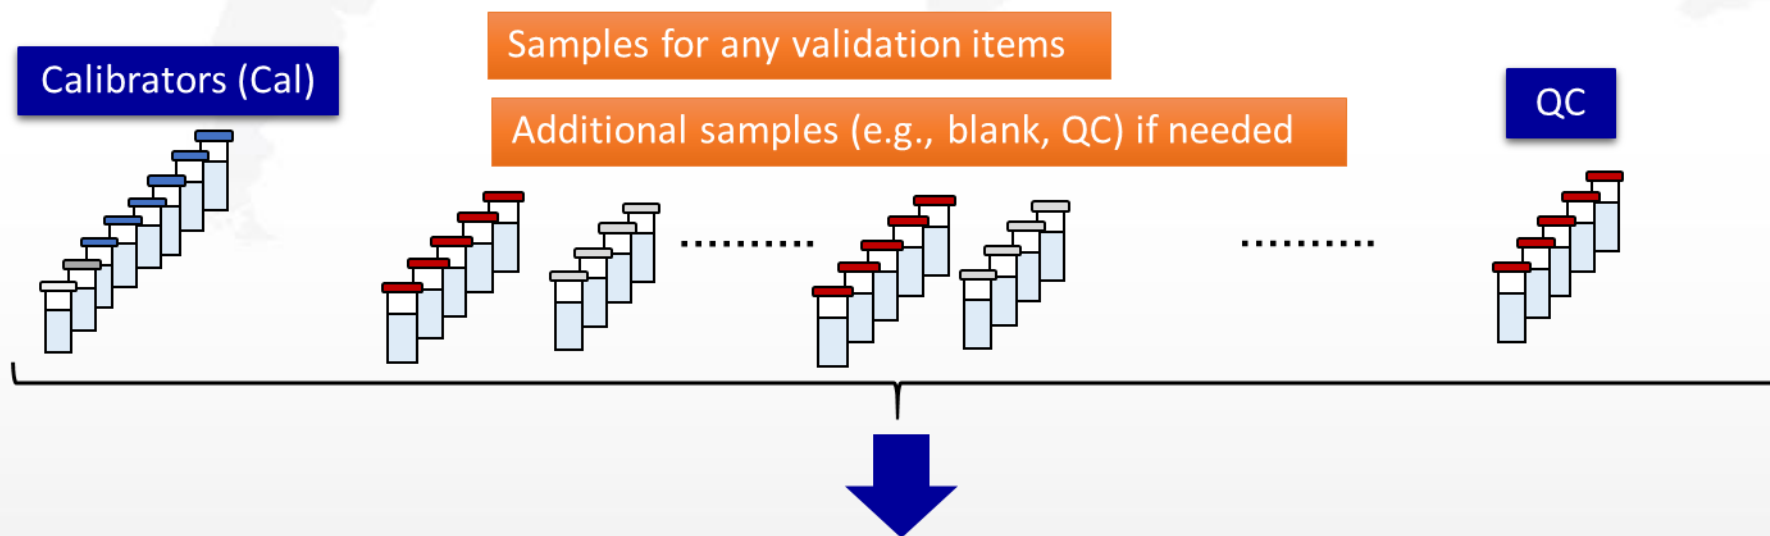 Calibrators (Cal)
Samples for any validation items
Additional samples (e.g., blank, QC) if needed
QC